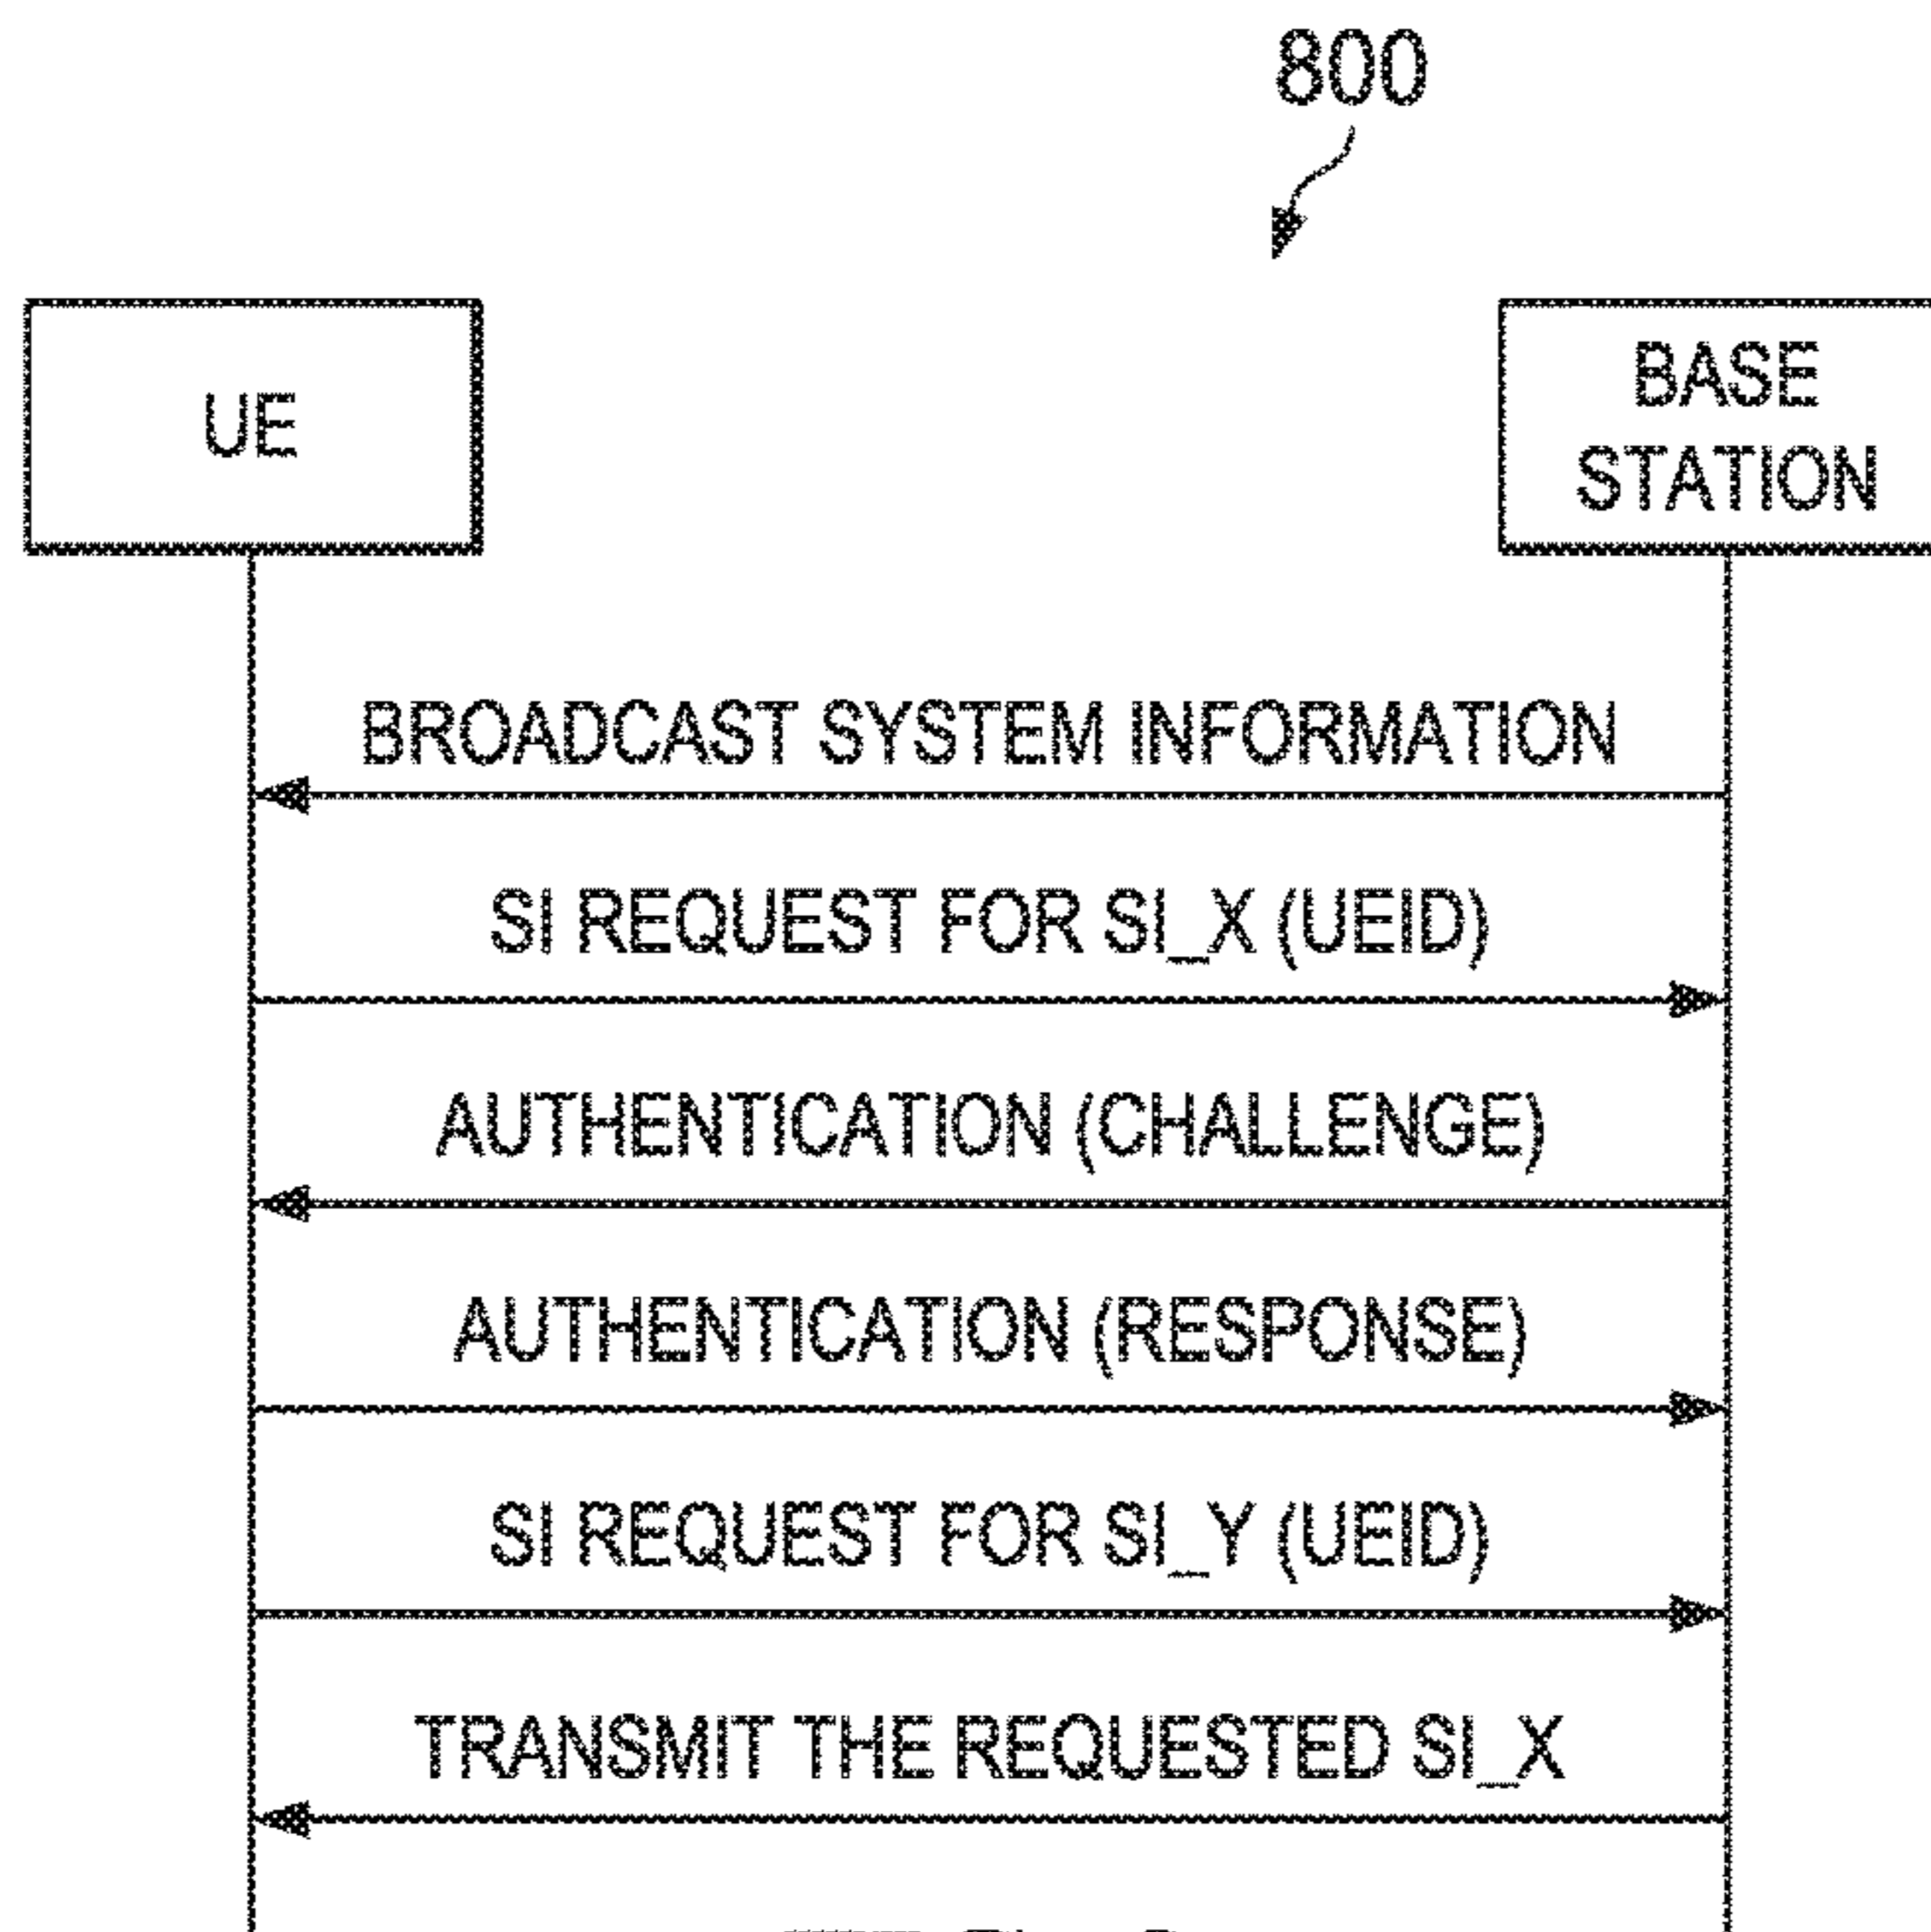 800
UE
BASE
STATION
BROADCAST SYSTEM INFORMATION
SI REQUEST FOR SI_X (UEID)
AUTHENTICATION (CHALLENGE)
AUTHENTICATION (RESPONSE)
SI REQUEST FOR SI_Y (UEID)
TRANSMIT THE REQUESTED SI_X